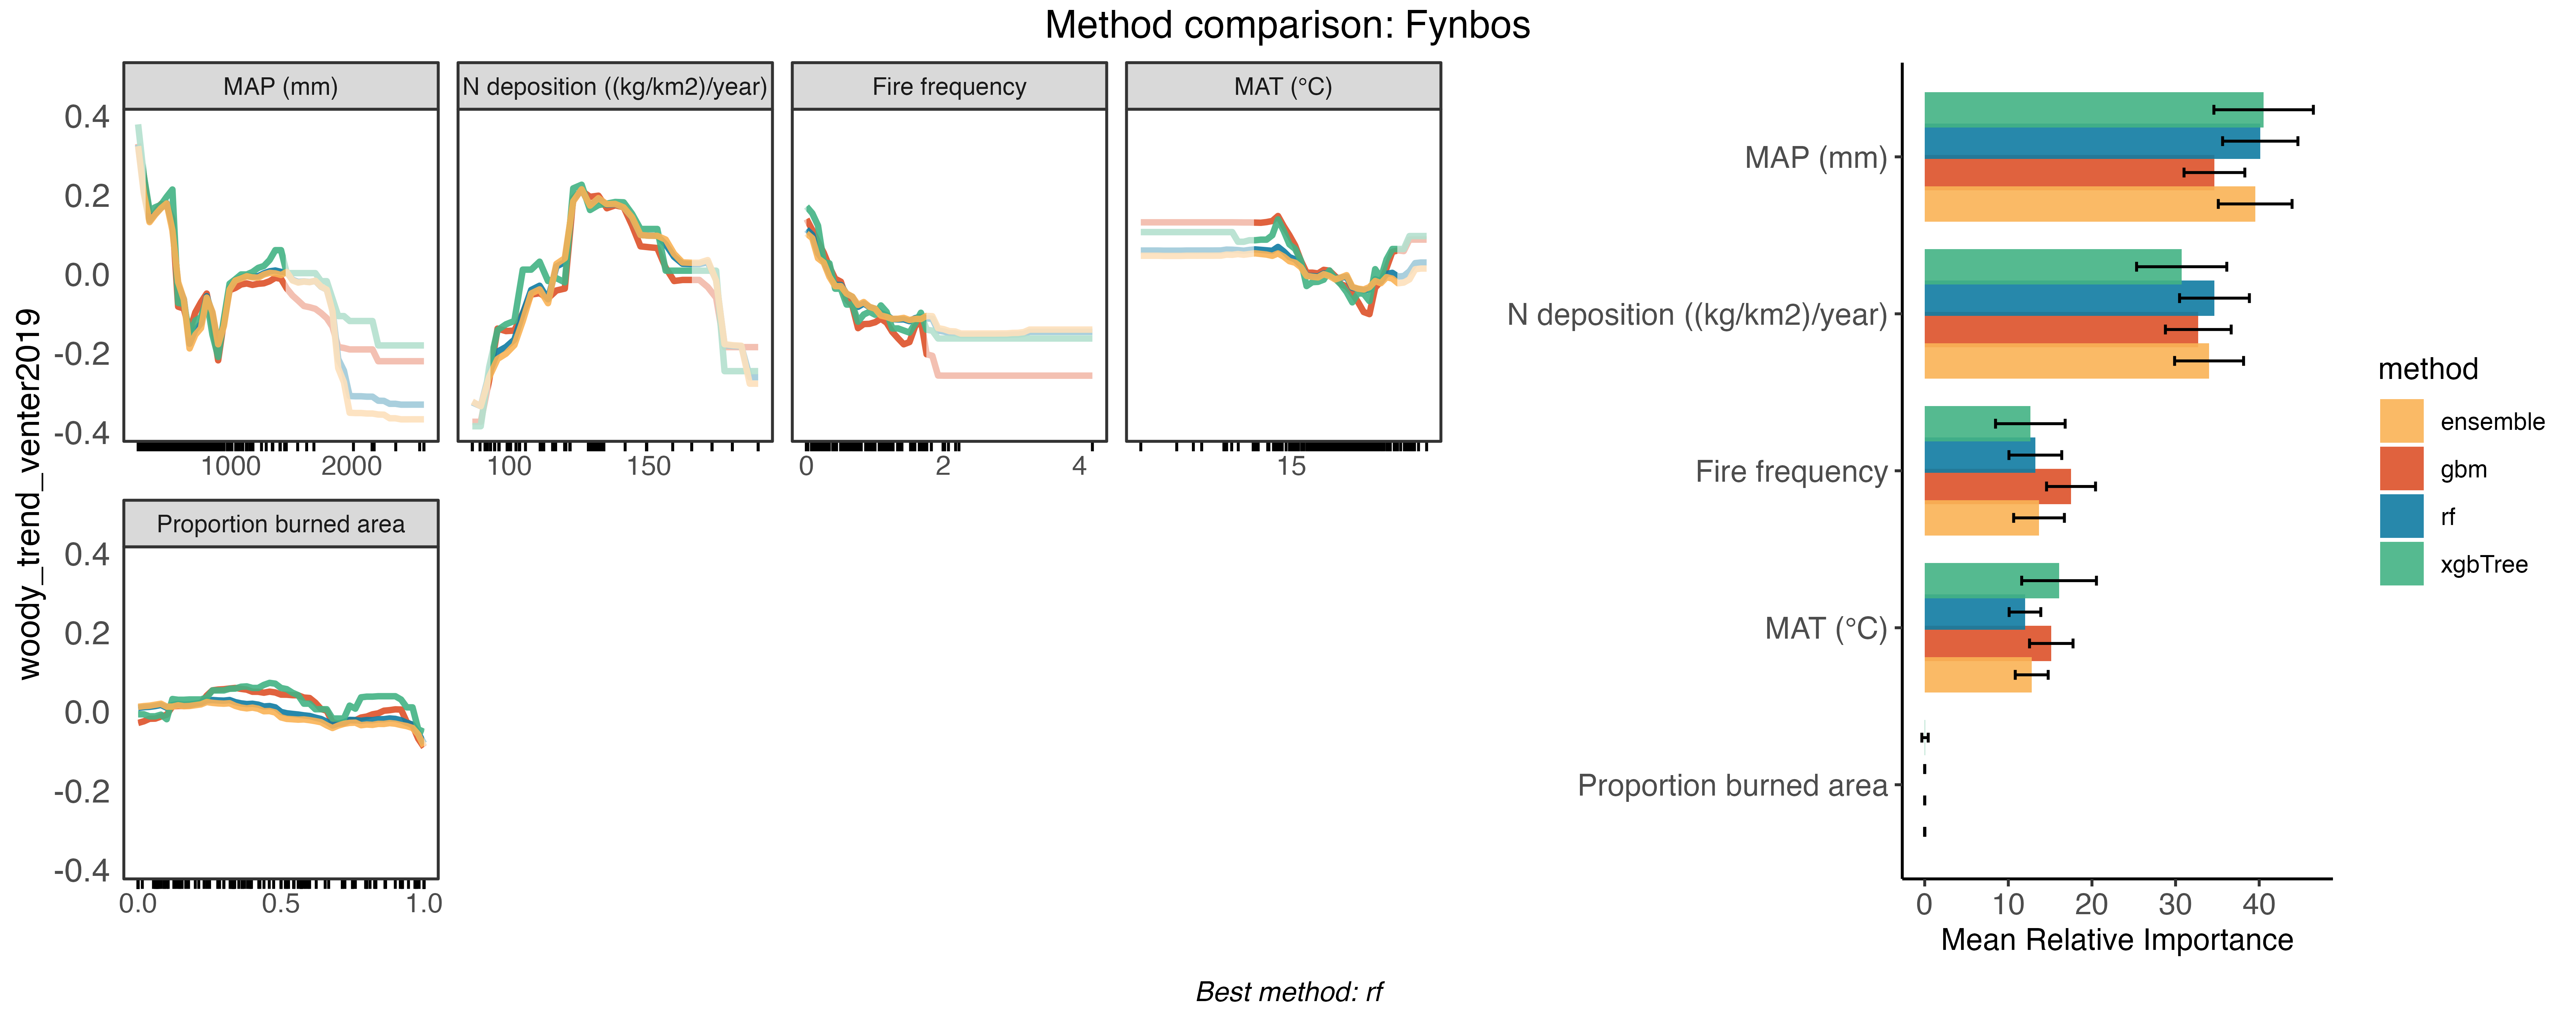 Method comparison: Fynbos
MAP (mm)
N deposition ((kg/km2)/year)
Fire frequency
MAT (°C)
0.4
0.2
0.0
-0.2
-0.4
1000 2000
100 150
0 2 4
15
Proportion burned area
0.4
0.2
0.0
-0.2
-0.4
0.0 0.5 1.0
woody_trend_venter2019
MAP (mm)
N deposition ((kg/km2)/year)
Fire frequency
MAT (°C)
Proportion burned area
0 10 20 30 40
Mean Relative Importance
method
ensemble
gbm
rf
xgbTree
Best method: rf